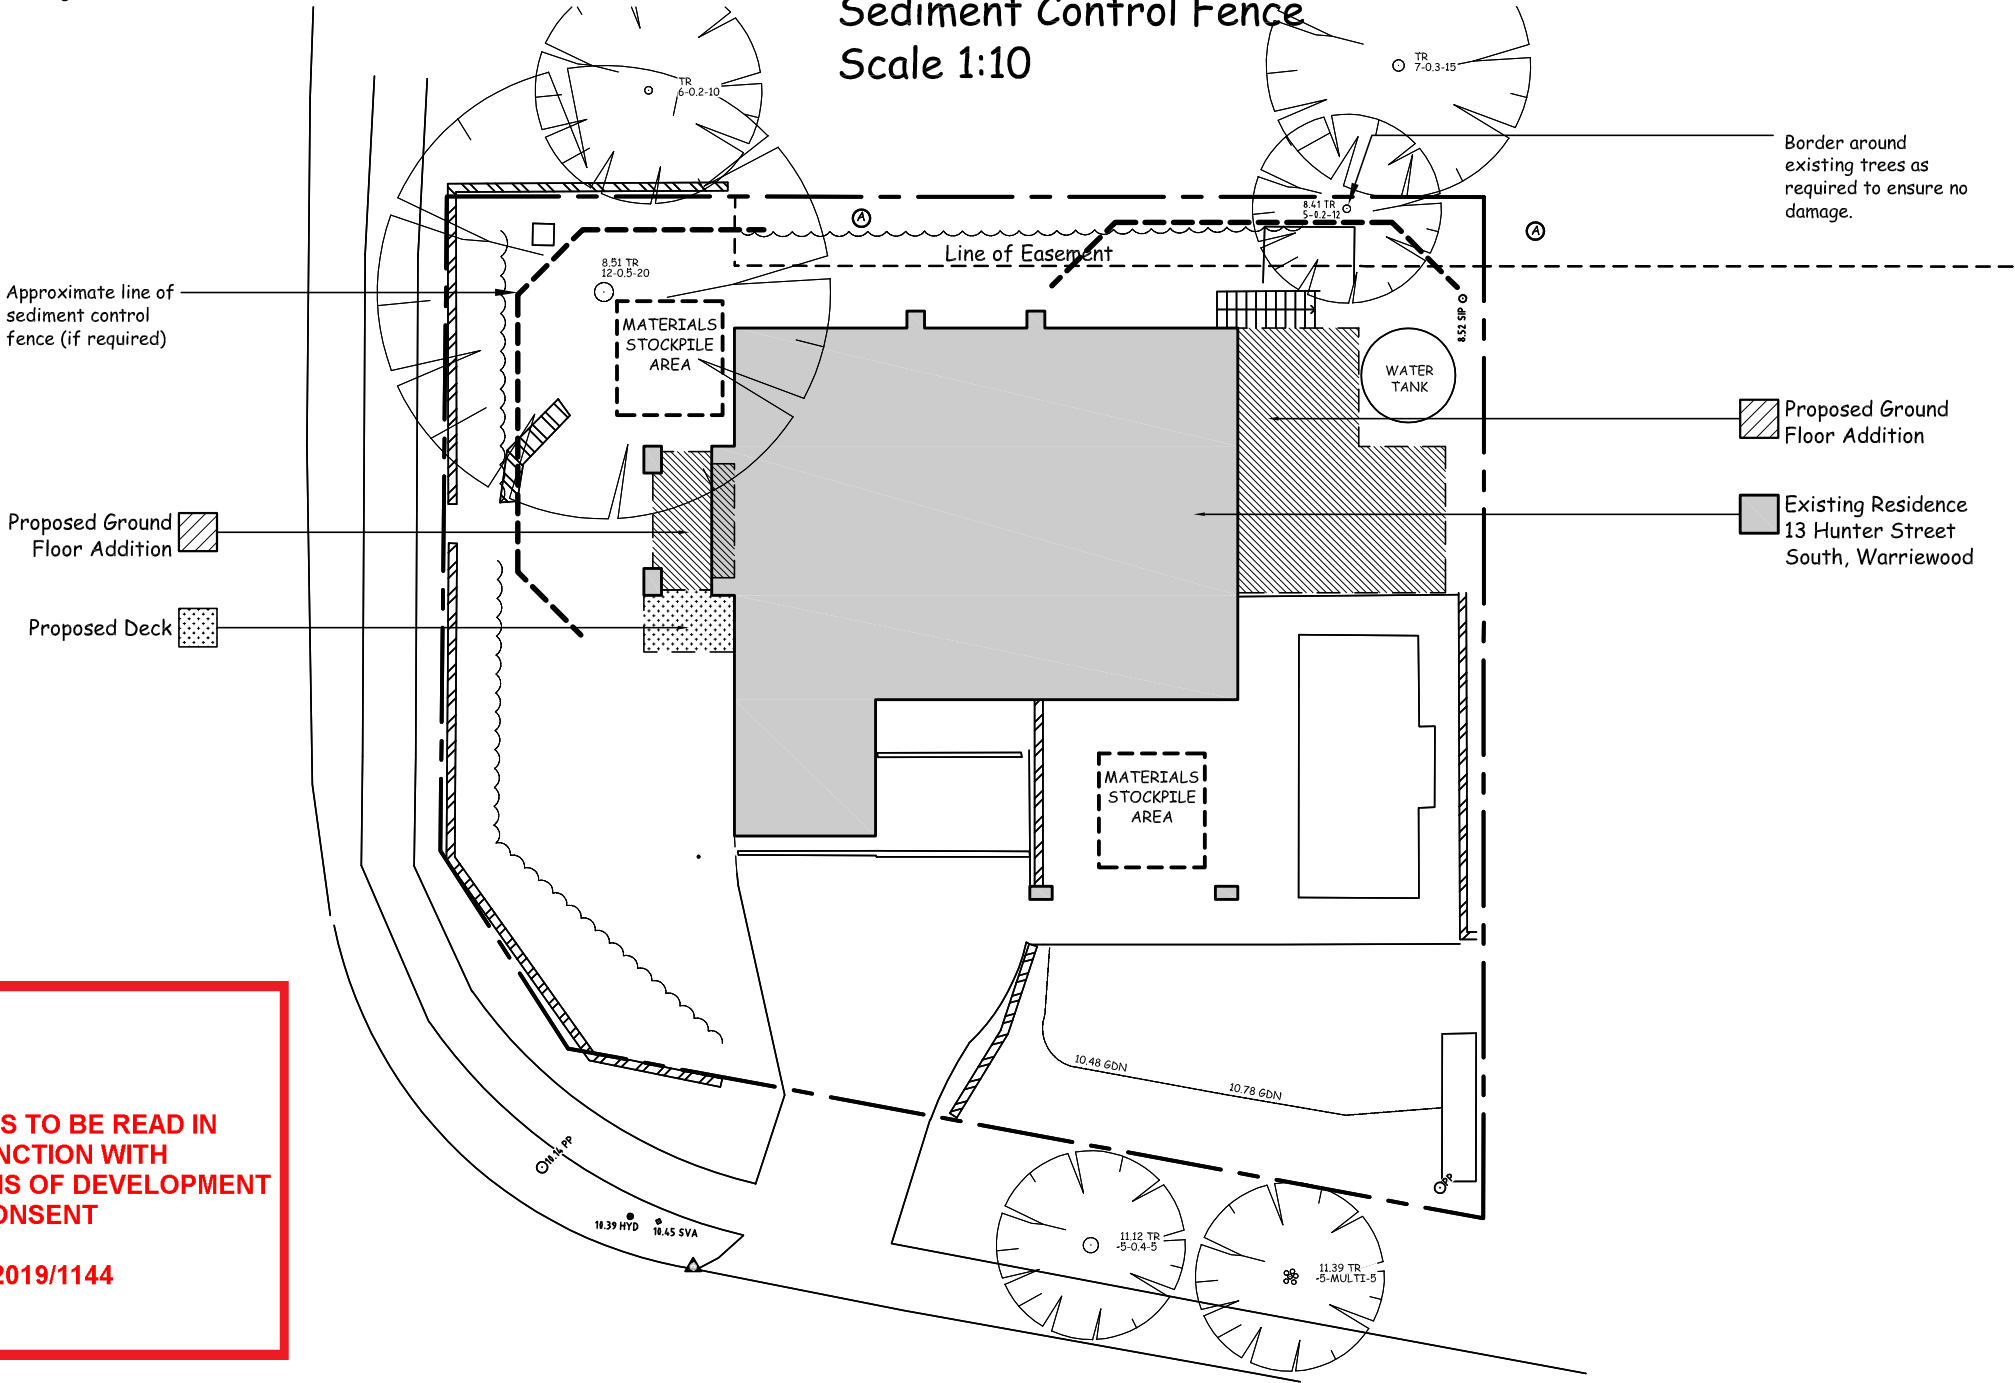 Sediment Control Fence
Scale 1:10
TR
6-0.2-10
TR
7-0.3-15
Border around
existing trees as
required to ensure no
damage.
8.41 TR
5-0.2-12
A
A
Line of Easement
8.51 TR
12-0.5-20
Approximate line of
sediment control
fence (if required)
MATERIALS
STOCKPILE
AREA
8.52 SIP
WATER
TANK
Proposed Ground
Floor Addition
Existing Residence
13 Hunter Street
South, Warriewood
Proposed Ground
Floor Addition
Proposed Deck
MATERIALS
STOCKPILE
AREA
10.48 GDN
10.78 GDN
S TO BE READ IN
NCTION WITH
NS OF DEVELOPMENT
ONSENT
2019/1144
10.14 PP
10.39 HYD
10.45 SVA
PP
11.12 TR
-5-0.4-5
11.39 TR
-5-MULTI-5